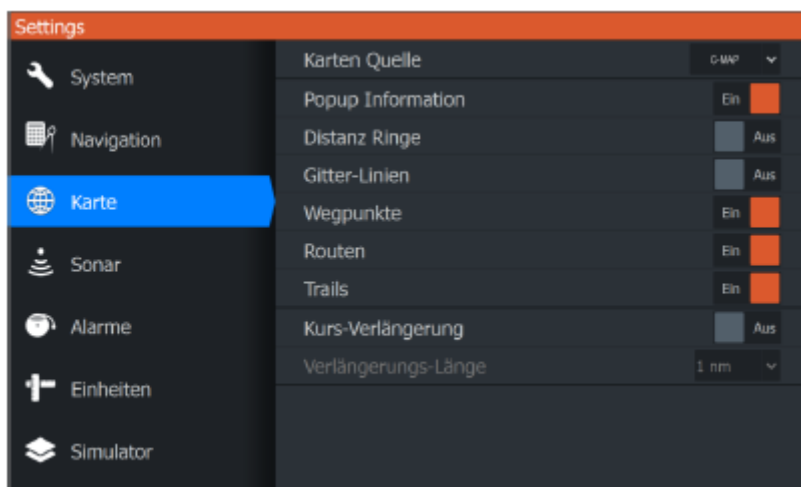 Settings
System
Navigation
Karte
Sonar
Alarme
Einheiten
Simulator
Karten Quelle C-MAP
Popup Information Ein
Distanz Ringe Aus
Gitter-Linien Aus
Wegpunkte Ein
Routen Ein
Trails Ein
Kurs-Verlängerung Aus
Verlängerungs-Länge 1 nm